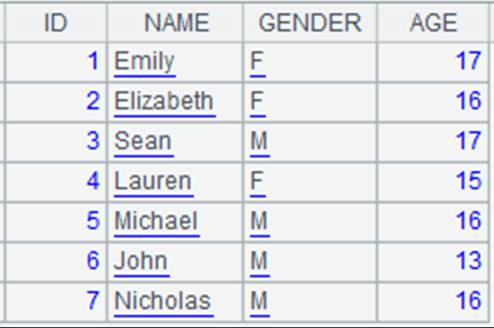 ID NAME GENDER AGE
1 Emily F 17
2 Elizabeth F 16
3 Sean M 17
4 Lauren F 15
5 Michael M 16
6 John M 13
7 Nicholas M 16